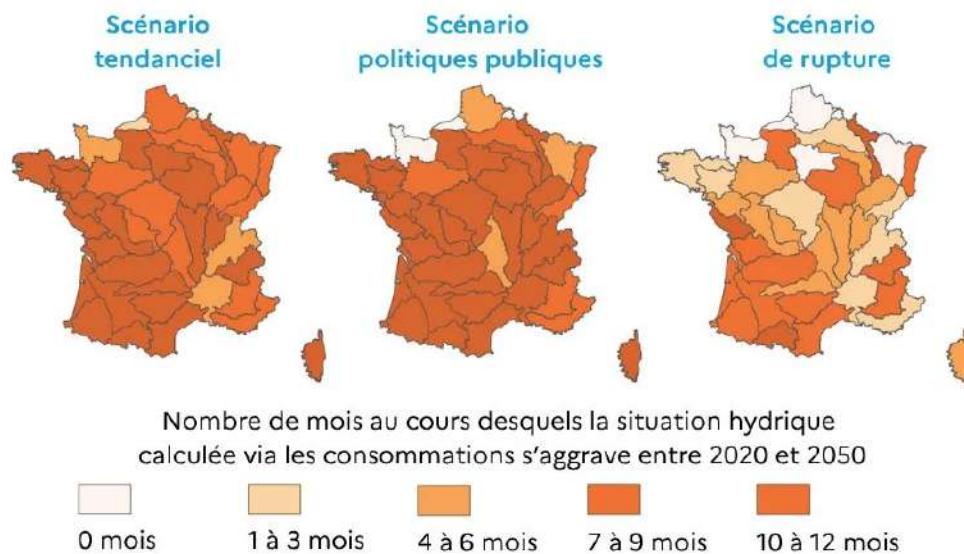 Scénario
tendanciel
Scénario
politiques publiques
Scénario
de rupture
Nombre de mois au cours desquels la situation hydrique
calculée via les consommations s'aggrave entre 2020 et 2050
0 mois
1 à 3 mois
4 à 6 mois
7 à 9 mois
10 à 12 mois